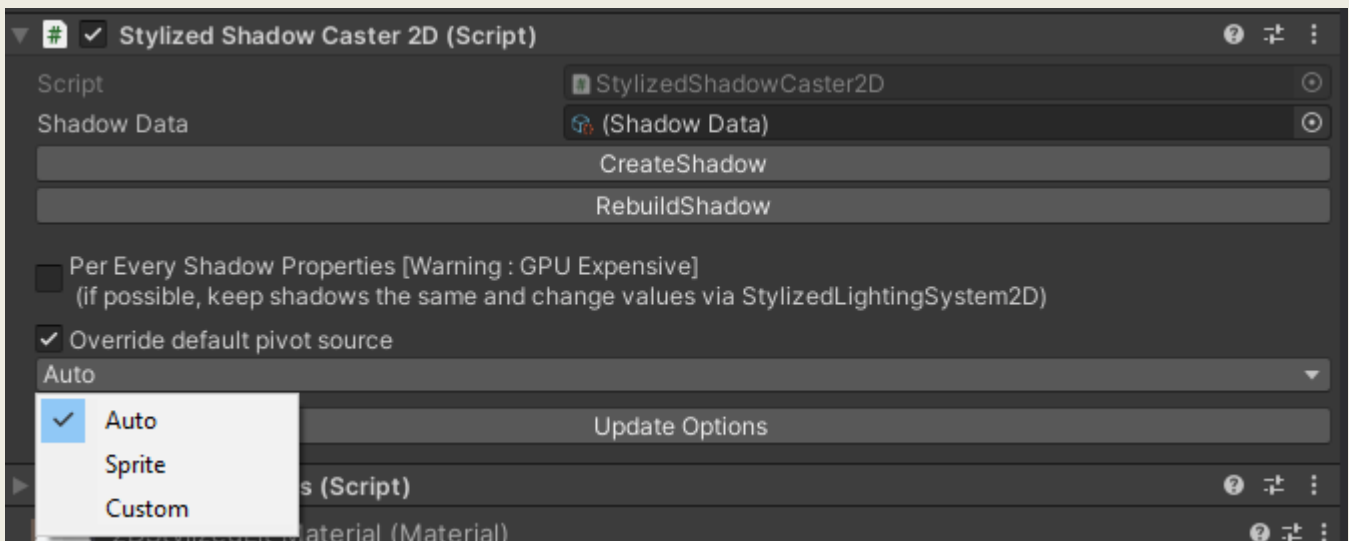 Stylized Shadow Caster 2D (Script)
Script StylizedShadowCaster2D
Shadow Data (Shadow Data)
CreateShadow
RebuildShadow
Per Every Shadow Properties [Warning : GPU Expensive]
(if possible, keep shadows the same and change values via StylizedLightingSystem2D)
Override default pivot source
Auto
Auto
Update Options
Sprite
s (Script)
Custom
(Material)